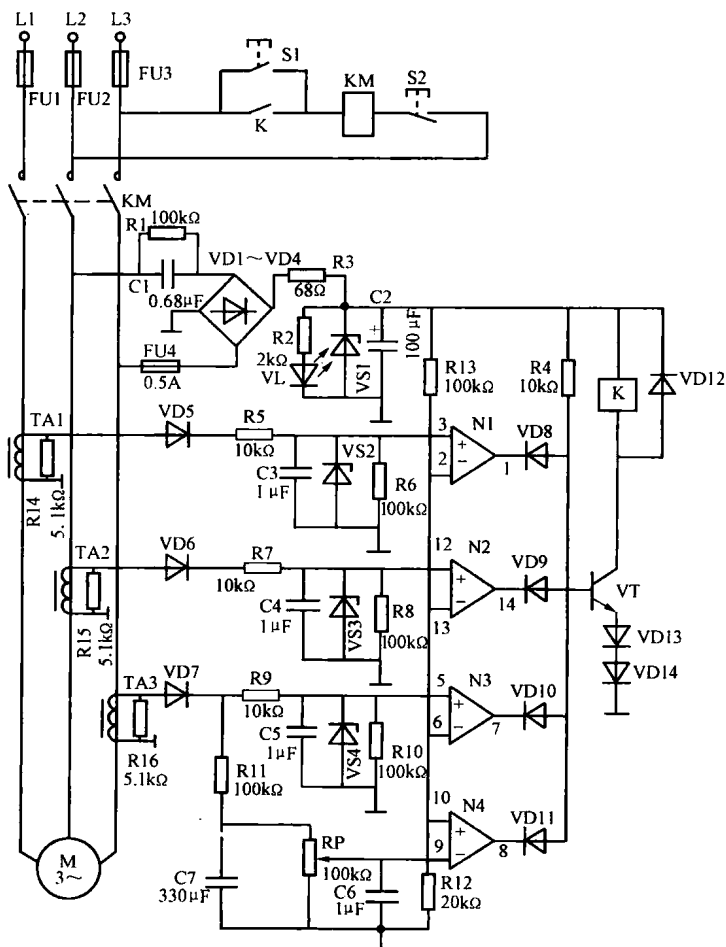 L1 L2 L3
FU1 FU2 FU3
S1
K
KM
S2
KM
R1
100kΩ
C1
0.68μF
VD1～VD4
R3
68Ω
FU4
0.5A
R2
2kΩ
VL
VS1
C2
+
100μF
R13
100kΩ
R4
10kΩ
K
VD12
TA1
R14
5.1kΩ
VD5
R5
10kΩ
C3
1μF
VS2
R6
100kΩ
3
2
+
−
N1
1
VD8
TA2
R15
5.1kΩ
VD6
R7
10kΩ
C4
1μF
VS3
R8
100kΩ
12
13
+
−
N2
14
VD9
VT
VD13
VD14
TA3
R16
5.1kΩ
VD7
R9
10kΩ
C5
1μF
VS4
R10
100kΩ
5
6
+
−
N3
7
VD10
R11
100kΩ
RP
100kΩ
C7
330μF
C6
1μF
10
9
+
−
N4
8
VD11
R12
20kΩ
M
3～